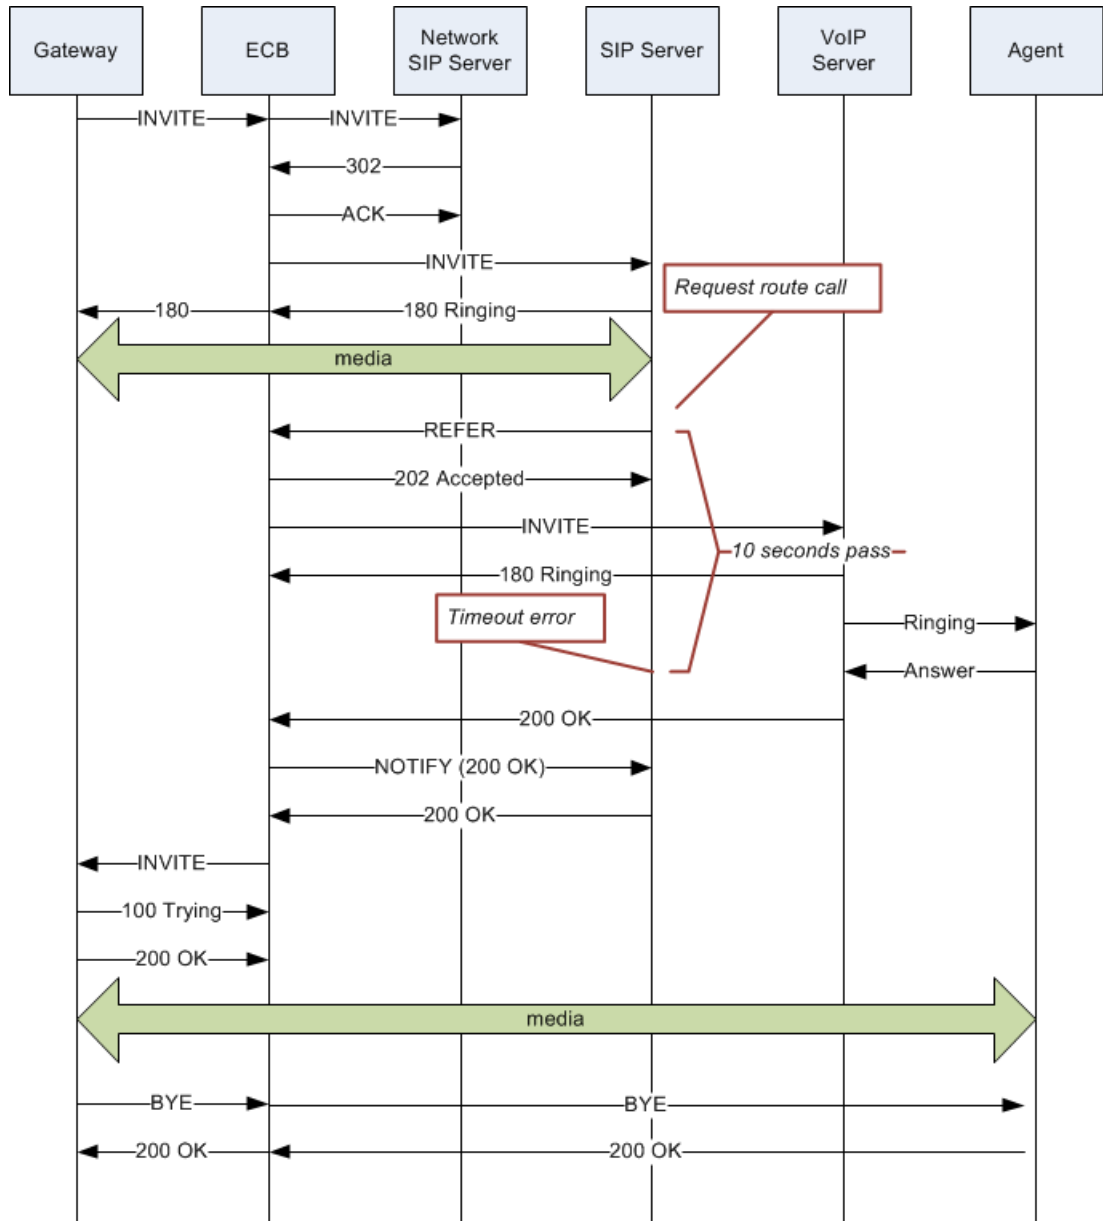 Gateway
ECB
Network
SIP Server
SIP Server
VoIP
Server
Agent
INVITE
INVITE
302
ACK
INVITE
Request route call
180
180 Ringing
media
REFER
202 Accepted
INVITE
10 seconds pass
180 Ringing
Timeout error
Ringing
Answer
200 OK
NOTIFY (200 OK)
200 OK
INVITE
100 Trying
200 OK
media
BYE
BYE
200 OK
200 OK